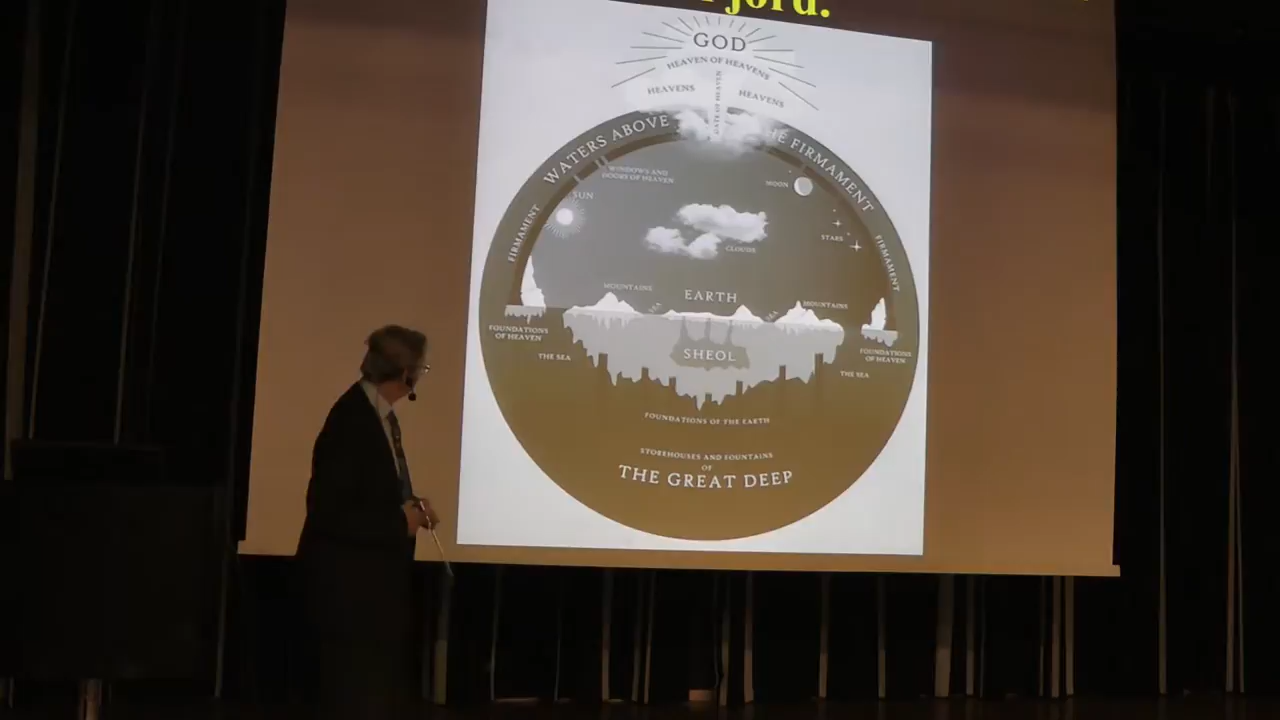 jord.
GOD
HEAVEN OF HEAVENS
HEAVENS
HEAVENS
GATE OF HEAVEN
WATERS ABOVE THE FIRMAMENT
WINDOWS AND
DOORS OF HEAVEN
SUN
MOON
STARS
CLOUDS
FIRMAMENT
FIRMAMENT
MOUNTAINS
EARTH
MOUNTAINS
SEA
SEA
FOUNDATIONS
OF HEAVEN
THE SEA
SHEOL
FOUNDATIONS
OF HEAVEN
THE SEA
FOUNDATIONS OF THE EARTH
STOREHOUSES AND FOUNTAINS
OF
THE GREAT DEEP